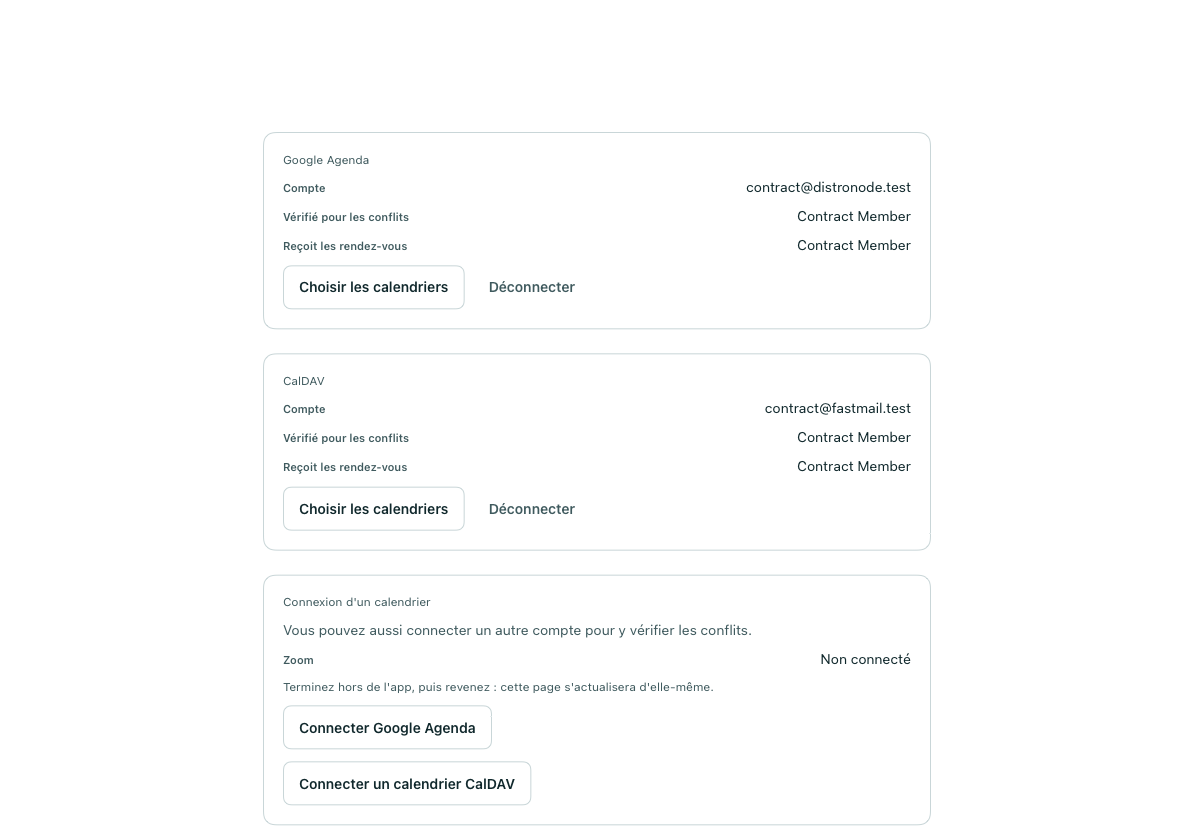 Google Agenda
Compte contract@distronode.test
Vérifié pour les conflits Contract Member
Reçoit les rendez-vous Contract Member
Choisir les calendriers Déconnecter
CalDAV
Compte contract@fastmail.test
Vérifié pour les conflits Contract Member
Reçoit les rendez-vous Contract Member
Choisir les calendriers Déconnecter
Connexion d'un calendrier
Vous pouvez aussi connecter un autre compte pour y vérifier les conflits.
Zoom Non connecté
Terminez hors de l'app, puis revenez : cette page s'actualisera d'elle-même.
Connecter Google Agenda
Connecter un calendrier CalDAV